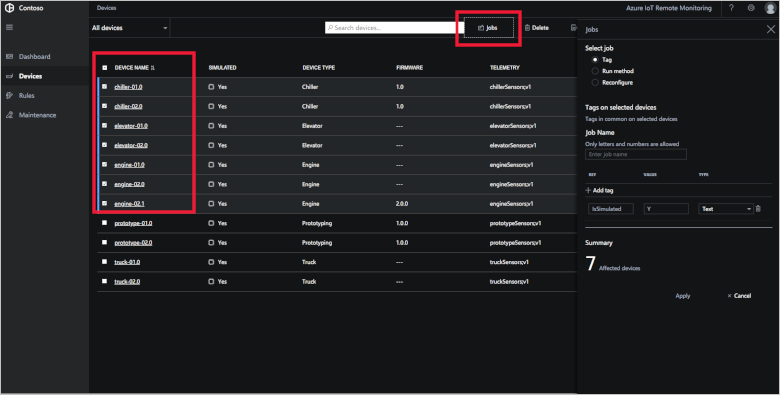 Contoso
Devices
Azure IoT Remote Monitoring
?
All devices
Search devices...
Jobs
Delete
Jobs
Select job
Tag
Run method
Reconfigure
Dashboard
Devices
Rules
Maintenance
DEVICE NAME SIMULATED DEVICE TYPE FIRMWARE TELEMETRY
chiller-01.0 Yes Chiller 1.0 chillerSensors;v1
chiller-02.0 Yes Chiller 1.0 chillerSensors;v1
elevator-01.0 Yes Elevator --- elevatorSensors;v1
elevator-02.0 Yes Elevator --- elevatorSensors;v1
engine-01.0 Yes Engine --- engineSensors;v1
engine-02.0 Yes Engine --- engineSensors;v1
engine-02.1 Yes Engine 2.0.0 engineSensors;v1
prototype-01.0 Yes Prototyping 1.0.0 prototypeSensors;v1
prototype-02.0 Yes Prototyping 1.0.0 prototypeSensors;v1
truck-01.0 Yes Truck --- truckSensors;v1
truck-02.0 Yes Truck --- truckSensors;v1
Tags on selected devices
Tags in common on selected devices
Job Name
Only letters and numbers are allowed
Enter job name
KEY VALUE TYPE
+ Add tag
IsSimulated Y Text
Summary
7 Affected devices
Apply × Cancel